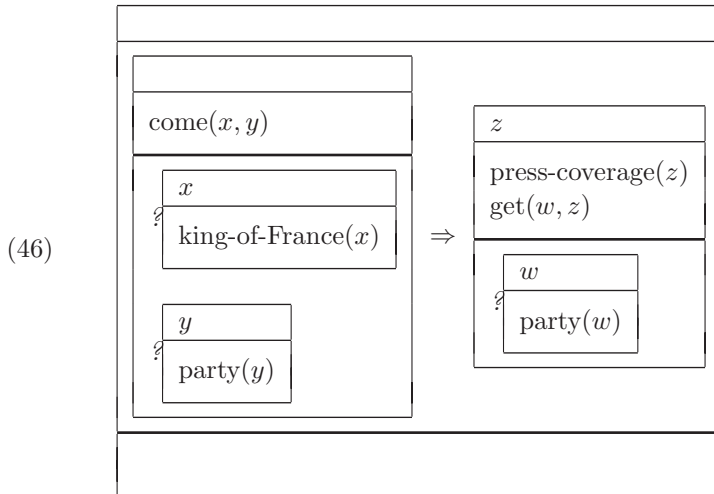 (46)
come(x, y)
?
x
king-of-France(x)
?
y
party(y)
⇒
z
press-coverage(z)
get(w, z)
?
w
party(w)